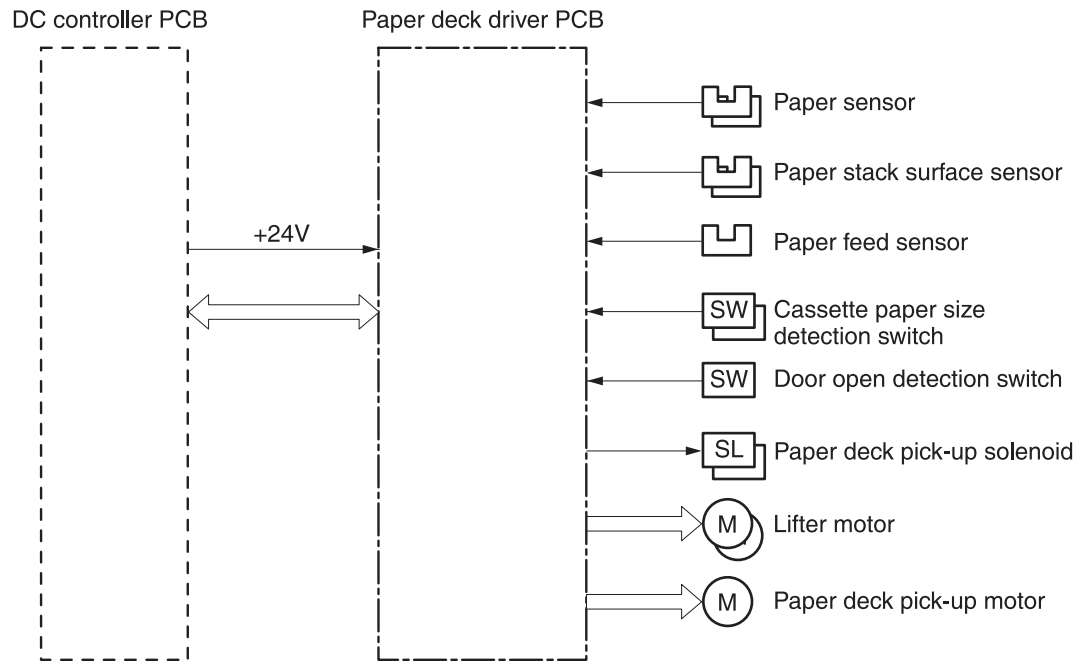 DC controller PCB
Paper deck driver PCB
Paper sensor
Paper stack surface sensor
+24V
Paper feed sensor
SW
Cassette paper size
detection switch
SW
Door open detection switch
SL
Paper deck pick-up solenoid
M
Lifter motor
M
Paper deck pick-up motor